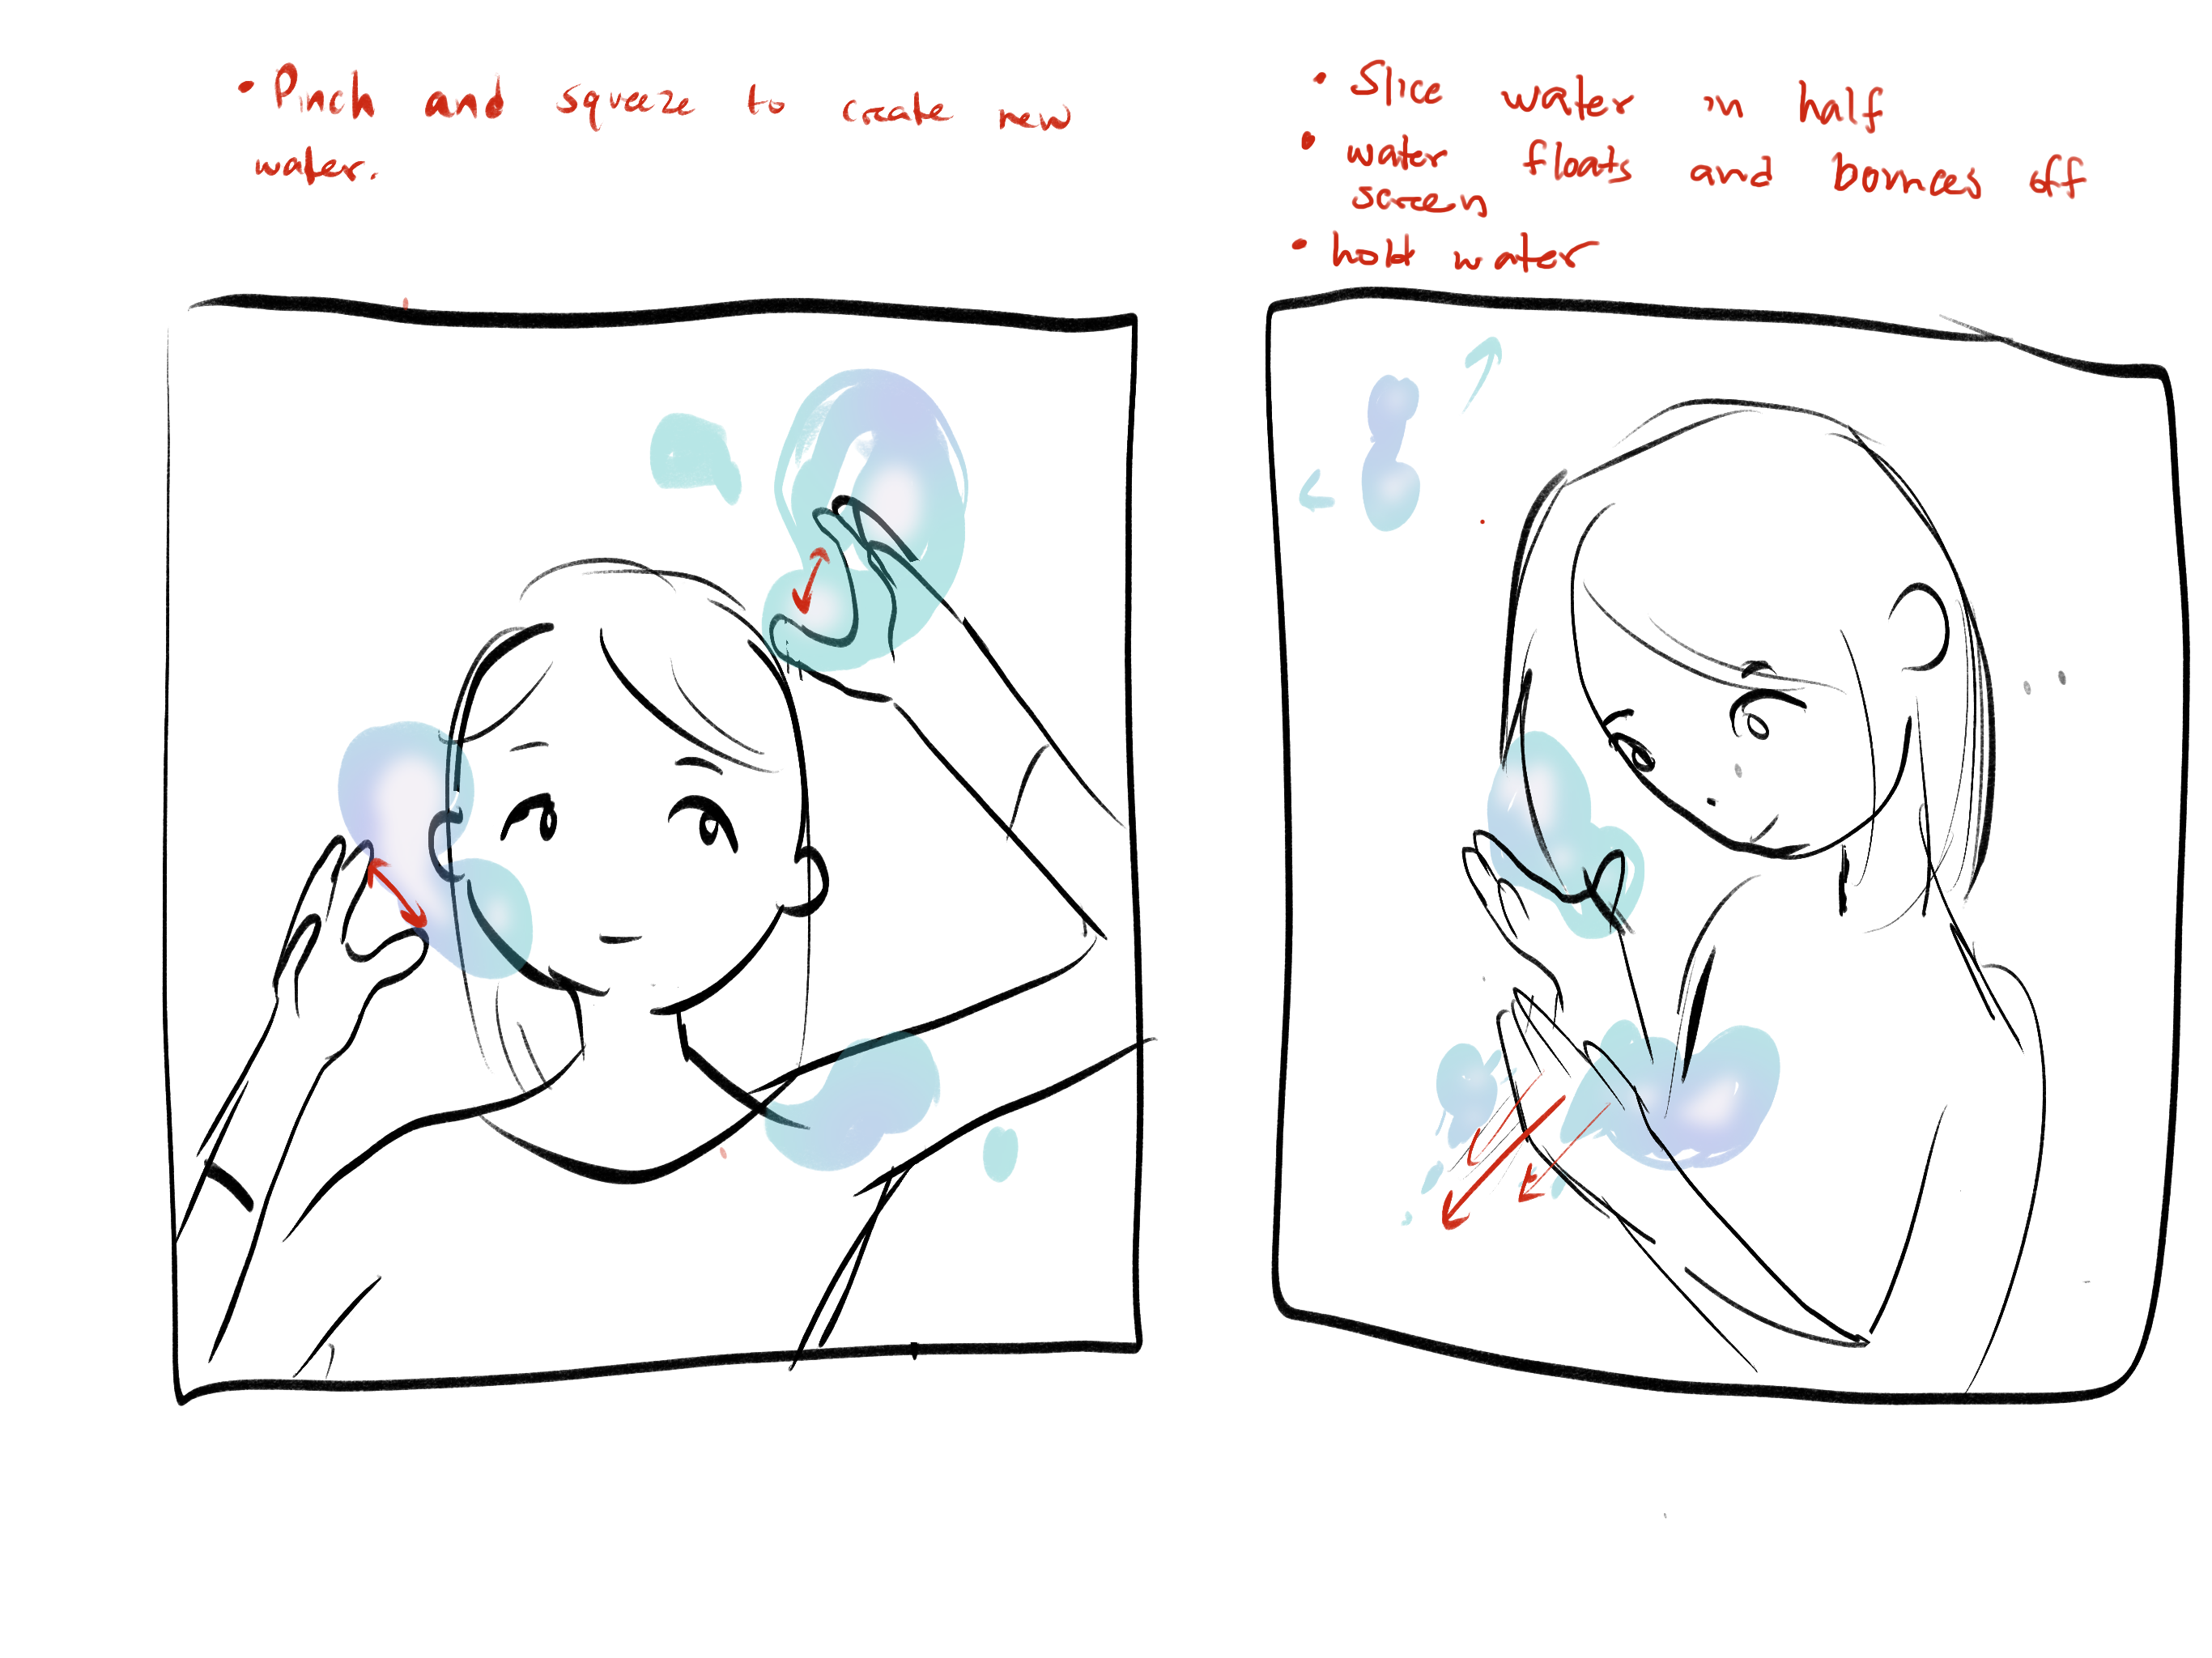 • Pinch and squeeze to create new
water.
• Slice water in half
• water floats and bounces off
screen
• hold water